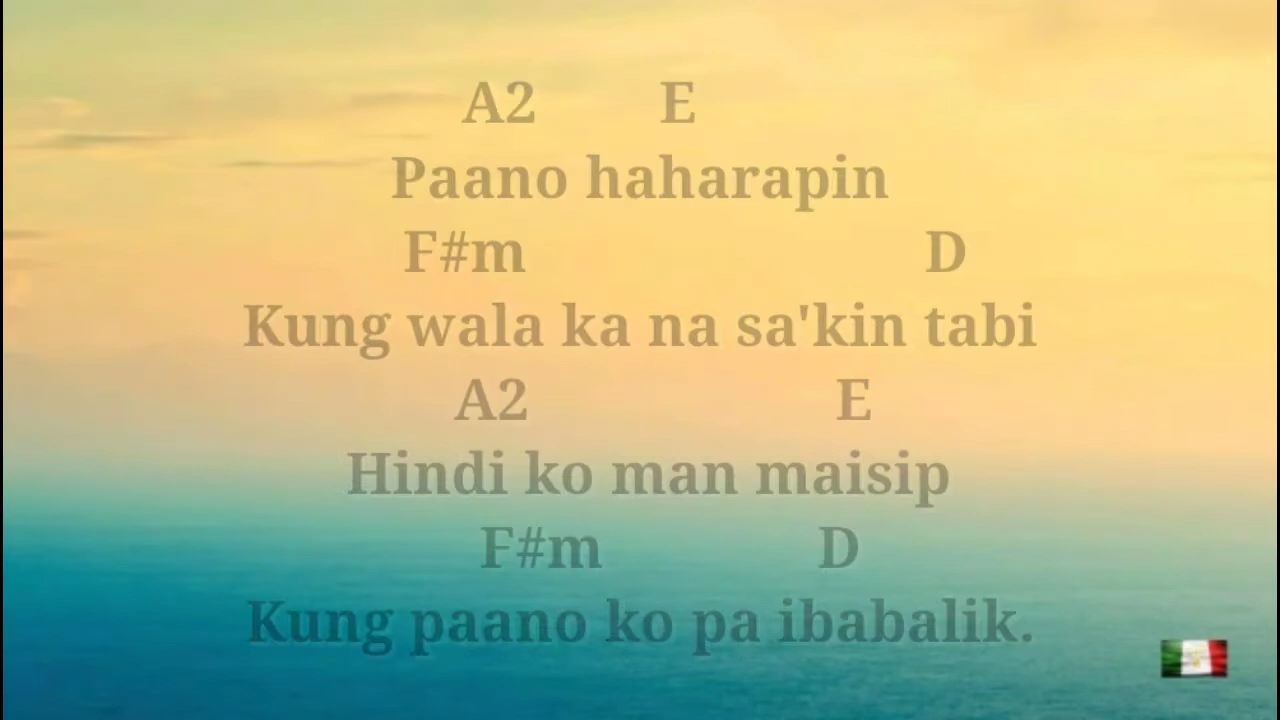 A2 E
Paano haharapin
F#m D
Kung wala ka na sa'kin tabi
A2 E
Hindi ko man maisip
F#m D
Kung paano ko pa ibabalik.